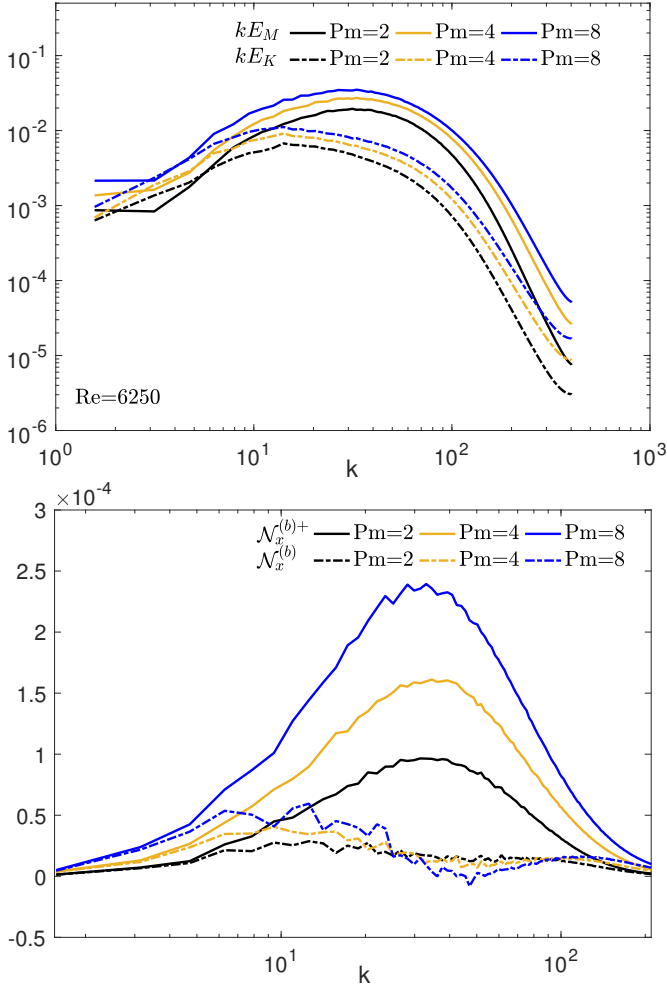 kE_M Pm=2 Pm=4 Pm=8
kE_K Pm=2 Pm=4 Pm=8
10^-1
10^-2
10^-3
10^-4
10^-5
10^-6
Re=6250
10^0 10^1 10^2 10^3
k
×10^-4
N_x^(b)+ Pm=2 Pm=4 Pm=8
N_x^(b) Pm=2 Pm=4 Pm=8
3
2.5
2
1.5
1
0.5
0
-0.5
10^1 10^2
k